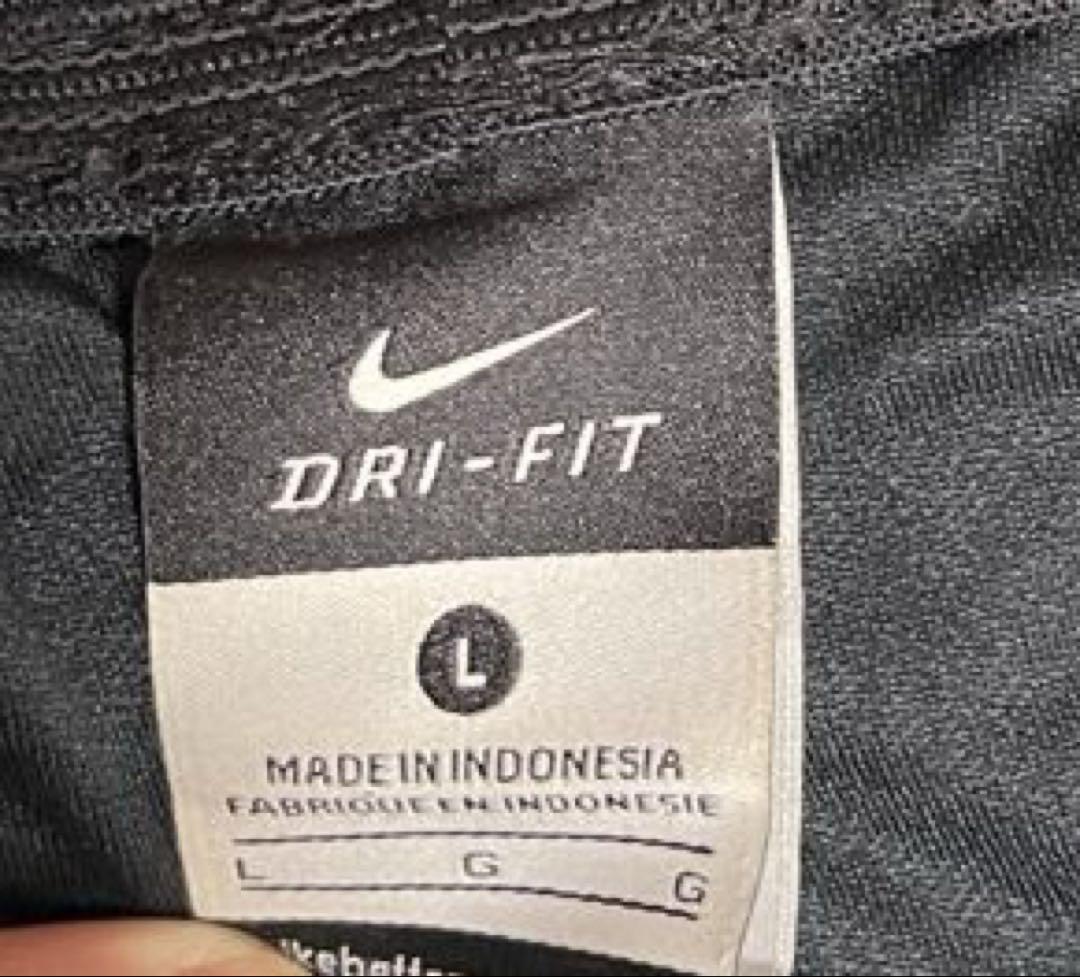 DRI-FIT
L
MADE IN INDONESIA
FABRIQUE EN INDONESIE
L G G